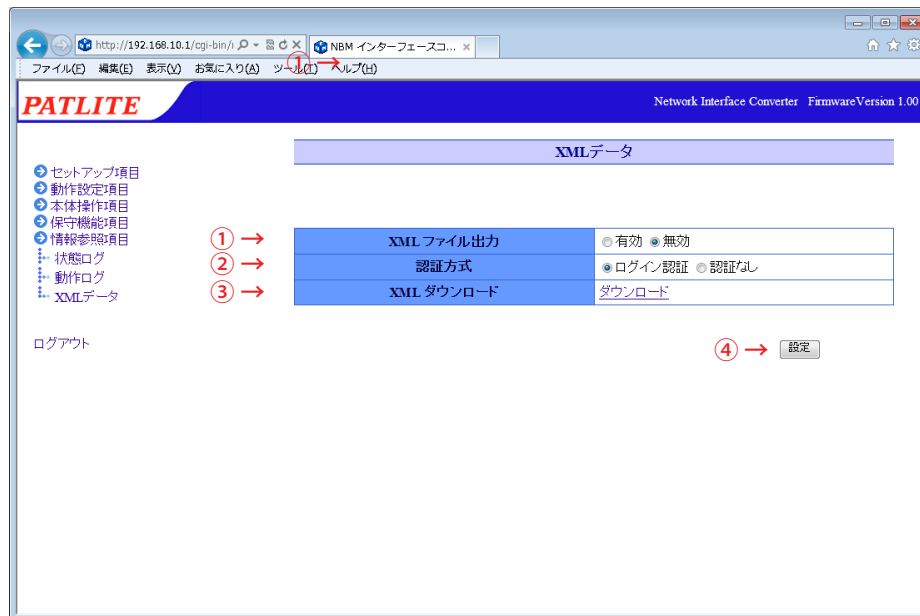 http://192.168.10.1/cgi-bin/
NBM インターフェースコ...
ファイル(F) 編集(E) 表示(V) お気に入り(A) ツール(T) ヘルプ(H)
① →
PATLITE
Network Interface Converter FirmwareVersion 1.00
XMLデータ
セットアップ項目
動作設定項目
本体操作項目
保守機能項目
情報参照項目
状態ログ
動作ログ
XMLデータ
ログアウト
① → XML ファイル出力 有効 無効
② → 認証方式 ログイン認証 認証なし
③ → XML ダウンロード ダウンロード
④ → 設定